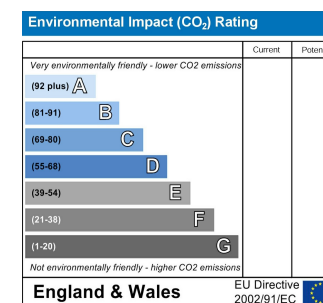 Environmental Impact (CO₂) Rating
Current Poten
Very environmentally friendly - lower CO2 emissions
(92 plus) A
(81-91) B
(69-80) C
(55-68) D
(39-54) E
(21-38) F
(1-20) G
Not environmentally friendly - higher CO2 emissions
England & Wales
EU Directive
2002/91/EC